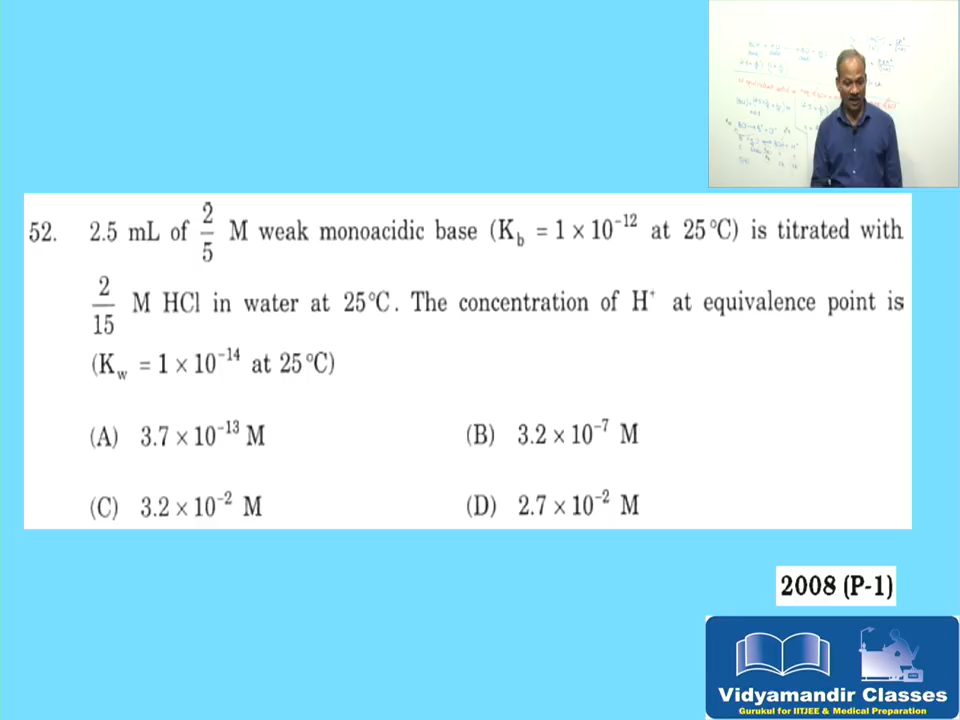 52. 2.5 mL of 2/5 M weak monoacidic base (K_b = 1 × 10^-12 at 25°C) is titrated with
2/15 M HCl in water at 25°C. The concentration of H^+ at equivalence point is
(K_w = 1 × 10^-14 at 25°C)
(A) 3.7 × 10^-13 M (B) 3.2 × 10^-7 M
(C) 3.2 × 10^-2 M (D) 2.7 × 10^-2 M
2008 (P-1)
Vidyamandir Classes
Gurukul for IITJEE & Medical Preparation